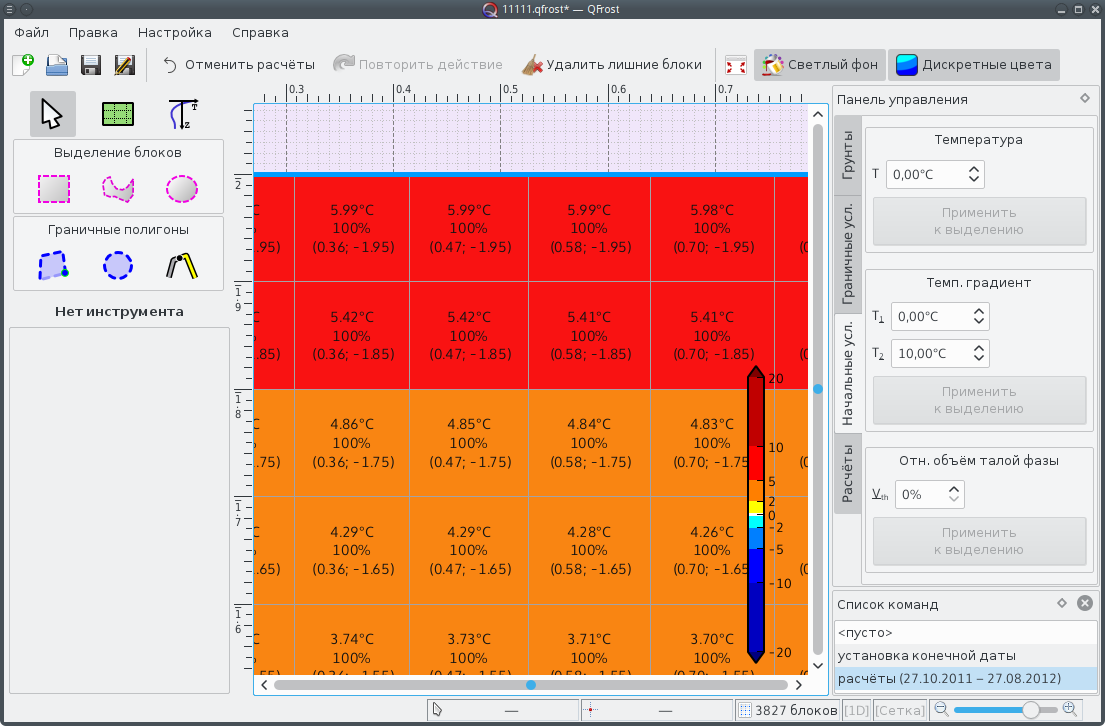 11111.qfrost* — QFrost
Файл Правка Настройка Справка
Отменить расчёты Повторить действие Удалить лишние блоки Светлый фон Дискретные цвета
Выделение блоков
Граничные полигоны
Нет инструмента
0.3 0.4 0.5 0.6 0.7
-2
-1.9
-1.8
-1.7
-1.6
5.99°C 5.99°C 5.99°C 5.98°C
100% 100% 100% 100%
.95) (0.36; −1.95) (0.47; −1.95) (0.58; −1.95) (0.70; −1.95)
5.42°C 5.42°C 5.41°C 5.41°C
100% 100% 100% 100%
.85) (0.36; −1.85) (0.47; −1.85) (0.58; −1.85) (0.70; −1.85)
4.86°C 4.85°C 4.84°C 4.83°C
100% 100% 100% 100%
.75) (0.36; −1.75) (0.47; −1.75) (0.58; −1.75) (0.70; −1.75
4.29°C 4.29°C 4.28°C 4.26°C
100% 100% 100% 100%
.65) (0.36; −1.65) (0.47; −1.65) (0.58; −1.65) (0.70; −1.65
3.74°C 3.73°C 3.71°C 3.70°C
100% 100% 100% 100%
20
10
5
2
0
-2
-5
-10
-20
Панель управления
Грунты
Граничные усл.
Начальные усл.
Расчёты
Температура
T 0,00°C
Применить
к выделению
Темп. градиент
T1 0,00°C
T2 10,00°C
Применить
к выделению
Отн. объём талой фазы
Vth 0%
Применить
к выделению
Список команд
<пусто>
установка конечной даты
расчёты (27.10.2011 – 27.08.2012)
— — 3827 блоков [1D] [Сетка]